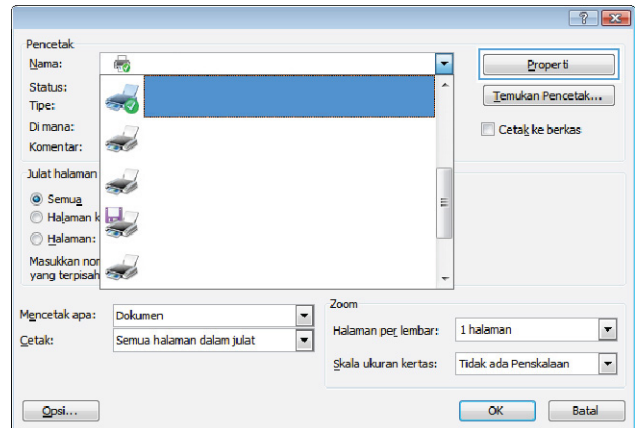 Pencetak
Nama:
Properti
Status:
Tipe:
Temukan Pencetak...
Di mana:
Cetak ke berkas
Komentar:
Julat halaman
Semua
Halaman k
Halaman:
Masukkan nor
yang terpisah
Mencetak apa: Dokumen
Cetak: Semua halaman dalam julat
Zoom
Halaman per lembar: 1 halaman
Skala ukuran kertas: Tidak ada Penskalaan
Opsi... OK Batal